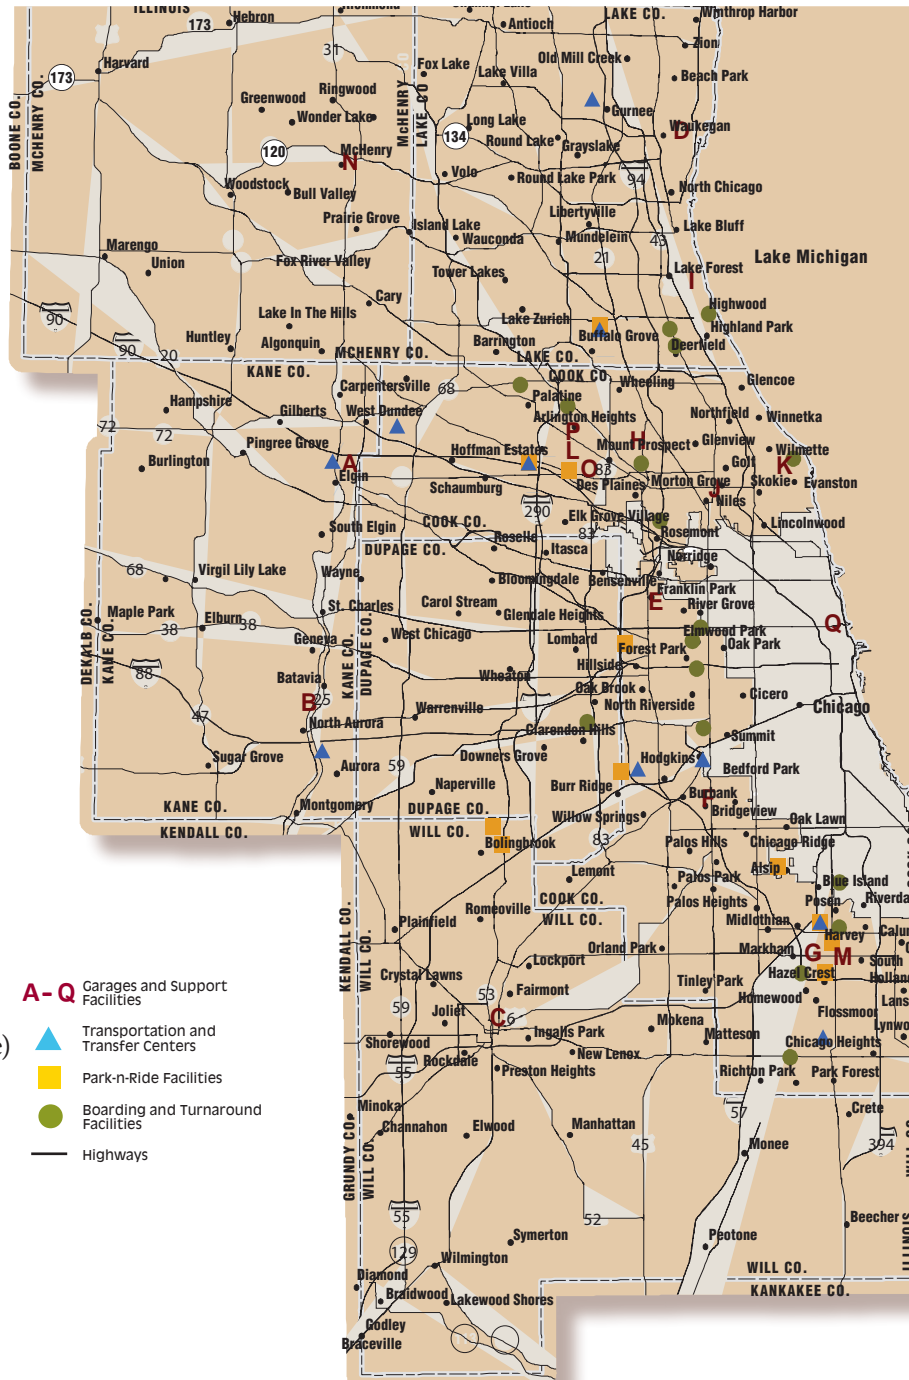 ILLINOIS
Hebron
173
Antioch
LAKE CO.
Winthrop Harbor
Zion
31
Old Mill Creek
Harvard
Fox Lake
Lake Villa
Beach Park
173
BOONE CO.
MCHENRY CO.
Ringwood
Greenwood
Wonder Lake
McHENRY
LAKE CO.
Gurnee
Long Lake
134
Round Lake
Grayslake
Waukegan
D
120
McHenry
N
Volo
Round Lake Park
94
Woodstock
Bull Valley
North Chicago
Prairie Grove
Island Lake
Libertyville
Lake Bluff
Wauconda
Mundelein
43
Marengo
Union
Fox River Valley
21
Lake Michigan
Tower Lakes
Lake Forest
I
Cary
Highwood
90
Lake In The Hills
Lake Zurich
Buffalo Grove
Highland Park
Huntley
Algonquin
90
20
MCHENRY CO.
Barrington
LAKE CO.
Deerfield
KANE CO.
COOK CO.
Carpentersville
68
Wheeling
Glencoe
Hampshire
Palatine
Gilberts
West Dundee
Arlington Heights
Northfield
Winnetka
72
72
P
H
Pingree Grove
Hoffman Estates
L
Mount Prospect
Glenview
Wilmette
Burlington
A
O
83
Golf
K
Elgin
Schaumburg
Des Plaines
Morton Grove
Skokie
Evanston
J
Niles
290
Elk Grove Village
South Elgin
COOK CO.
83
Lincolnwood
Roselle
Rosemont
DUPAGE CO.
Itasca
Norridge
68
Virgil Lily Lake
Wayne
Bloomingdale
Bensenville
Franklin Park
Maple Park
St. Charles
Carol Stream
E
River Grove
Elburn
Glendale Heights
38
38
Q
DEKALB CO.
KANE CO.
Geneva
West Chicago
Lombard
Elmwood Park
KANE CO.
DUPAGE CO.
Forest Park
Oak Park
88
Wheaton
Hillside
Batavia
Oak Brook
Cicero
B
25
Warrenville
North Riverside
Chicago
47
North Aurora
Clarendon Hills
Summit
Sugar Grove
Aurora
59
Downers Grove
Hodgkins
Bedford Park
Naperville
Burr Ridge
Burbank
F
KANE CO.
Montgomery
DUPAGE CO.
Bridgeview
KENDALL CO.
WILL CO.
Willow Springs
Oak Lawn
Bolingbrook
83
Palos Hills
Chicago Ridge
Lemont
Palos Park
Alsip
Blue Island
COOK CO.
Palos Heights
Posen
Riverda
Romeoville
WILL CO.
Midlothian
KENDALL CO.
WILL CO.
Plainfield
Harvey
Calu
Orland Park
Markham
G
M
South
Lockport
Crystal Lawns
Hazel Crest
Holland
A-Q Garages and Support
Facilities
Fairmont
Tinley Park
53
Homewood
Lans
59
Joliet
C
6
Mokena
Flossmoor
Transportation and
Transfer Centers
Ingalls Park
Matteson
Lynwo
Shorewood
Chicago Heights
Rockdale
New Lenox
55
Preston Heights
Park-n-Ride Facilities
Richton Park
Park Forest
Boarding and Turnaround
Facilities
Minoka
57
Crete
Channahon
Elwood
Manhattan
Highways
45
Monee
394
GRUNDY CO.
WILL CO.
55
52
Beecher
129
Symerton
Peotone
Wilmington
ILLINOIS
WILL CO.
Diamond
KANKAKEE CO.
Braidwood
Lakewood Shores
Godley
Braceville